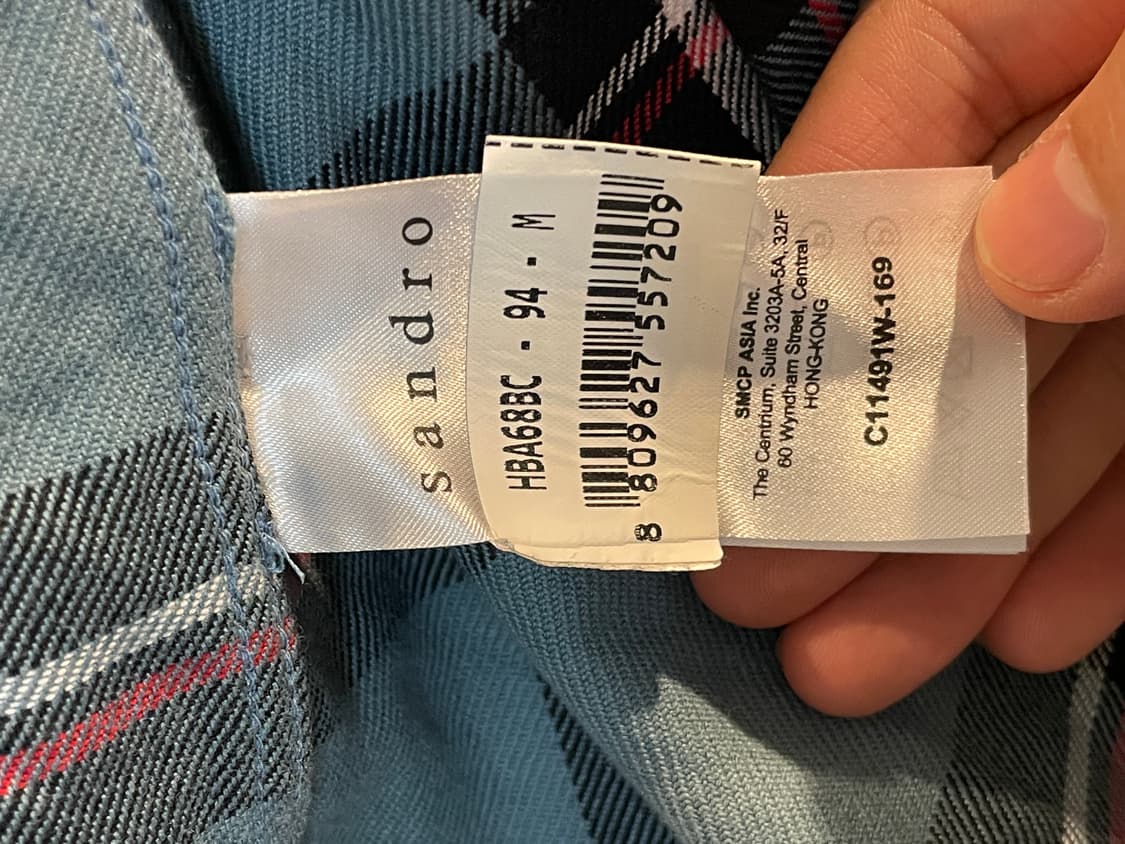 sandro
HBA68BC - 94 - M
8 809627 557209
SMCP ASIA Inc.
The Centrium, Suite 3203A-5A, 32/F
60 Wyndham Street, Central
HONG-KONG
C11491W-169